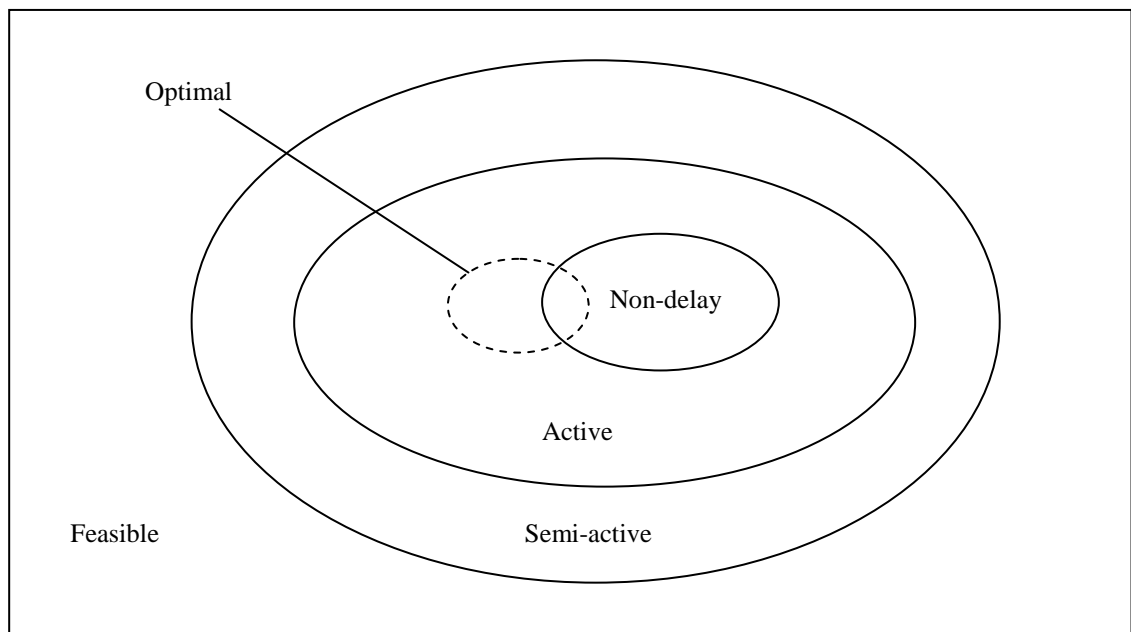 Optimal
Non-delay
Active
Feasible
Semi-active